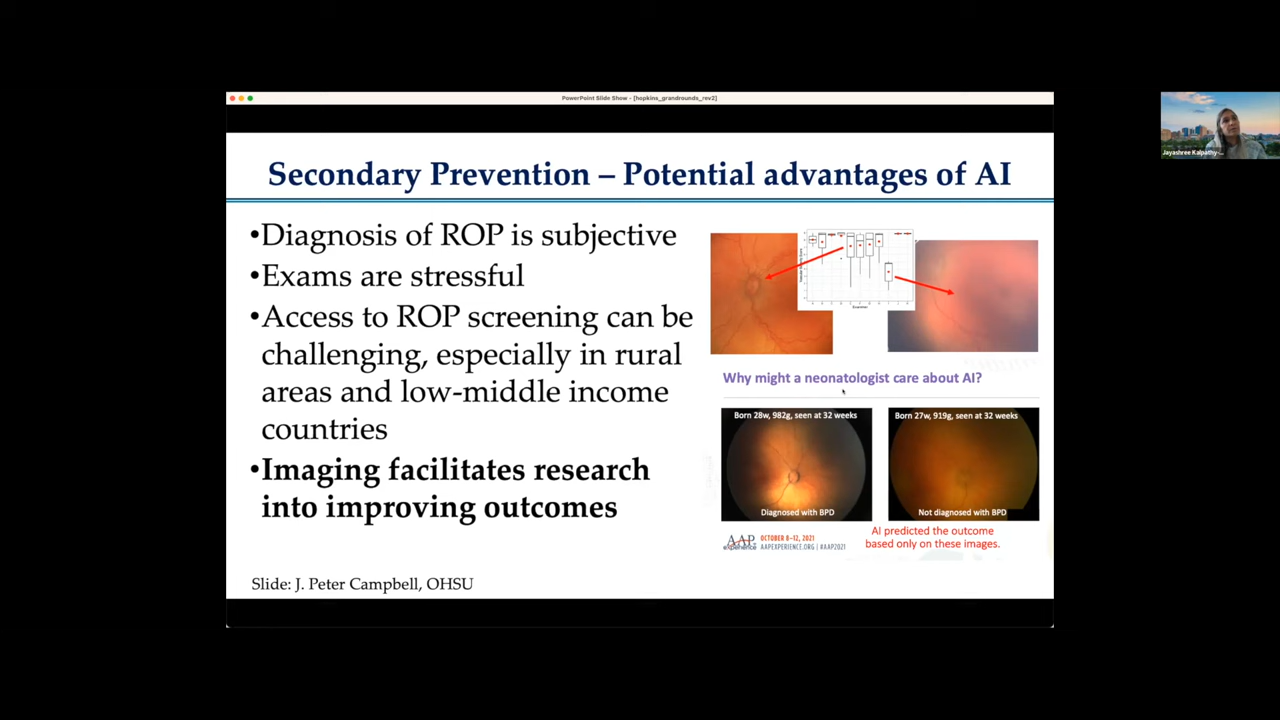 PowerPoint Slide Show - [hopkins_grandrounds_rev2]
Jayashree Kalpathy-...
Secondary Prevention – Potential advantages of AI
•Diagnosis of ROP is subjective
•Exams are stressful
•Access to ROP screening can be
challenging, especially in rural
areas and low-middle income
countries
•Imaging facilitates research
into improving outcomes
Slide: J. Peter Campbell, OHSU
Why might a neonatologist care about AI?
Born 28w, 982g, seen at 32 weeks
Diagnosed with BPD
Born 27w, 919g, seen at 32 weeks
Not diagnosed with BPD
AAP
experience
OCTOBER 8-12, 2021
AAPEXPERIENCE.ORG | #AAP2021
AI predicted the outcome
based only on these images.